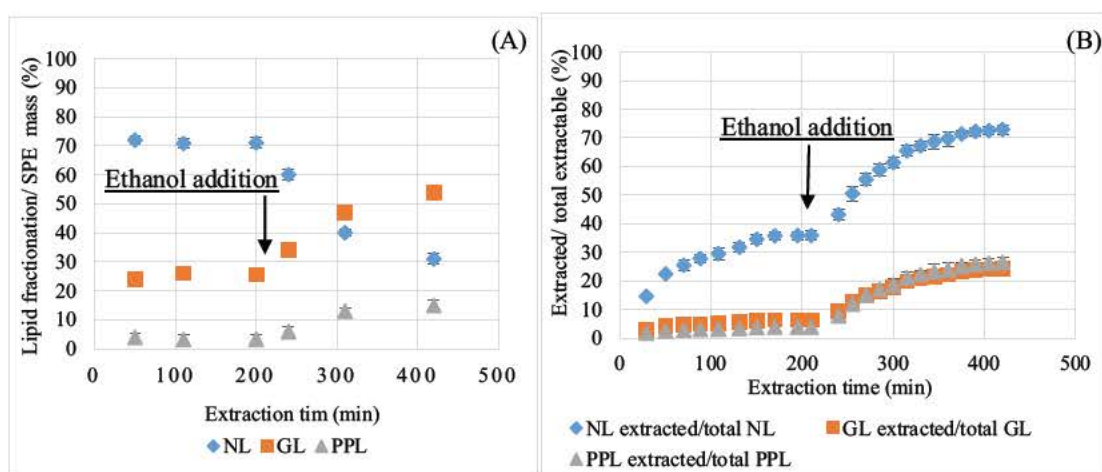 (A)
Lipid fractionation/ SPE mass (%)
100
90
80
70
60
50
40
30
20
10
0
Ethanol addition
0 100 200 300 400 500
Extraction tim (min)
NL GL PPL
(B)
Extracted/ total extractable (%)
100
90
80
70
60
50
40
30
20
10
0
Ethanol addition
0 100 200 300 400 500
Extraction time (min)
NL extracted/total NL GL extracted/total GL
PPL extracted/total PPL